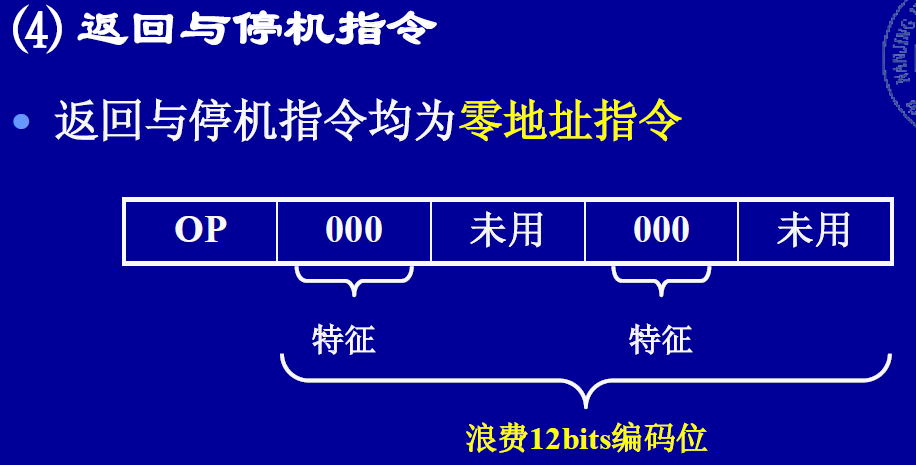 (4) 返回与停机指令
• 返回与停机指令均为零地址指令
OP 000 未用 000 未用
特征 特征
浪费12bits编码位
NANJING